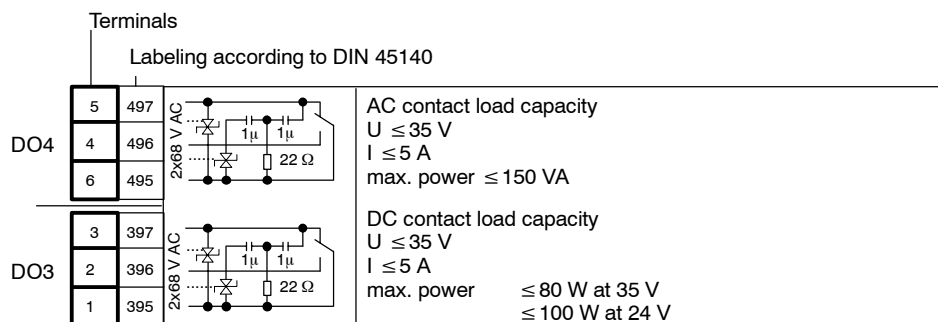 Terminals
Labeling according to DIN 45140
DO4
5 497
4 496
6 495
2x68 V AC
1μ 1μ
22 Ω
AC contact load capacity
U ≤ 35 V
I ≤ 5 A
max. power ≤ 150 VA
DO3
3 397
2 396
1 395
2x68 V AC
1μ 1μ
22 Ω
DC contact load capacity
U ≤ 35 V
I ≤ 5 A
max. power ≤ 80 W at 35 V
≤ 100 W at 24 V